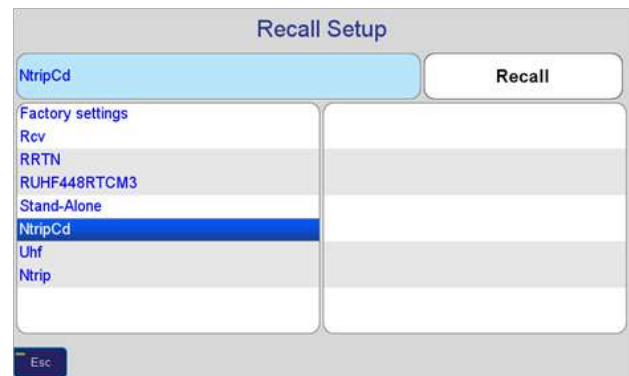 Recall Setup
NtripCd
Recall
Factory settings
Rcv
RRTN
RUHF448RTCM3
Stand-Alone
NtripCd
Uhf
Ntrip
Esc